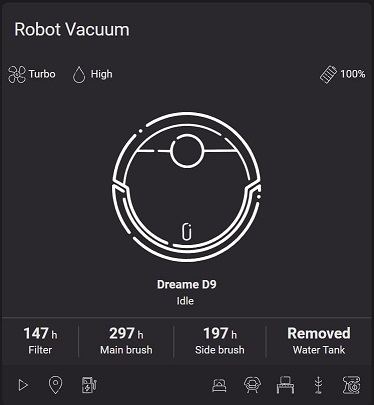 Robot Vacuum
Turbo High 100%
Dreame D9
Idle
147 h 297 h 197 h Removed
Filter Main brush Side brush Water Tank